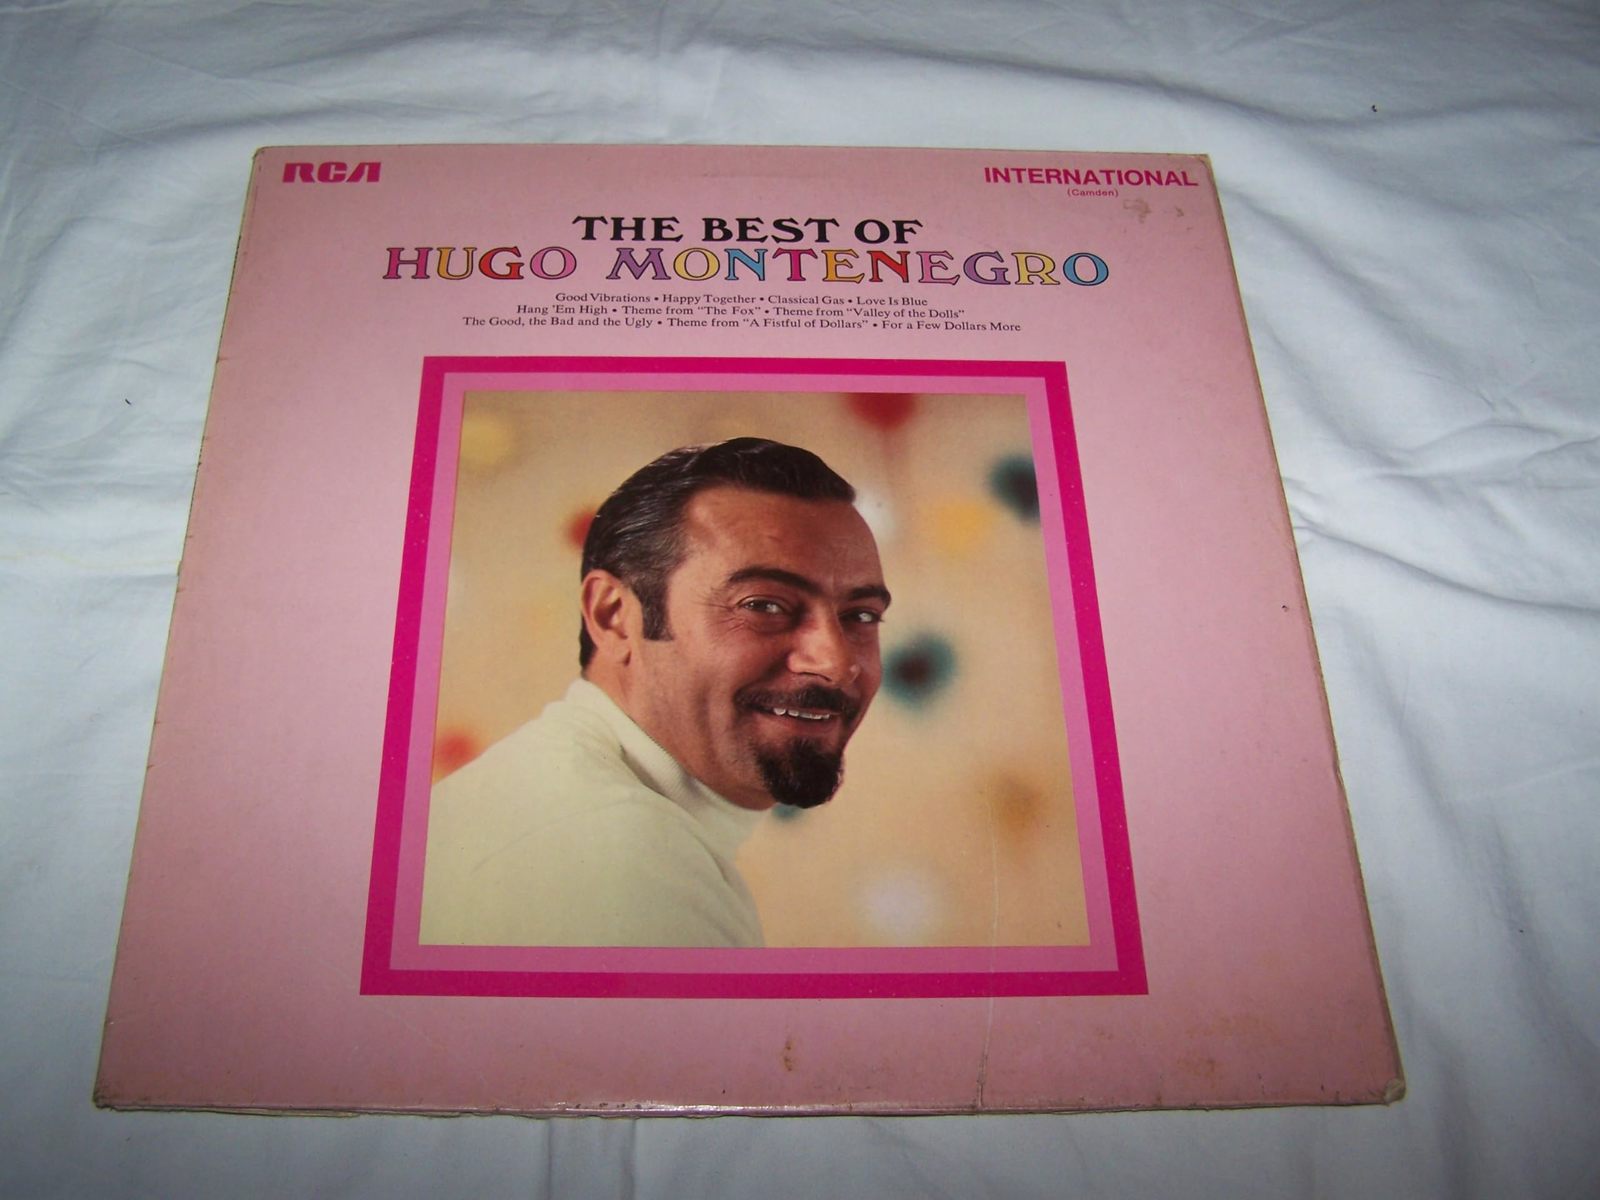 RCA
INTERNATIONAL
(Camden)
THE BEST OF
HUGO MONTENEGRO
Good Vibrations • Happy Together • Classical Gas • Love Is Blue
Hang 'Em High • Theme from "The Fox" • Theme from "Valley of the Dolls"
The Good, the Bad and the Ugly • Theme from "A Fistful of Dollars" • For a Few Dollars More